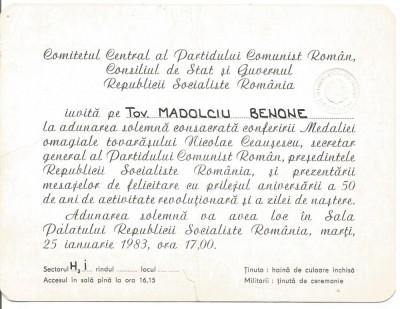 Comitetul Central al Partidului Comunist Român,
Consiliul de Stat și Guvernul
Republicii Socialiste România
invită pe Tov. MADOLCIU BENONE
la adunarea solemnă consacrată conferirii Medaliei
omagiale tovarășului Nicolae Ceaușescu, secretar
general al Partidului Comunist Român, președintele
Republicii Socialiste România, și prezentării
mesajelor de felicitare cu prilejul aniversării a 50
de ani de activitate revoluționară și a zilei de naștere.
Adunarea solemnă va avea loc în Sala
Palatului Republicii Socialiste România, marți,
25 ianuarie 1983, ora 17,00.
Sectorul H3 i rîndul locul
Accesul în sală pînă la ora 16,15
Ținuta : haină de culoare închisă
Militarii : ținută de ceremonie